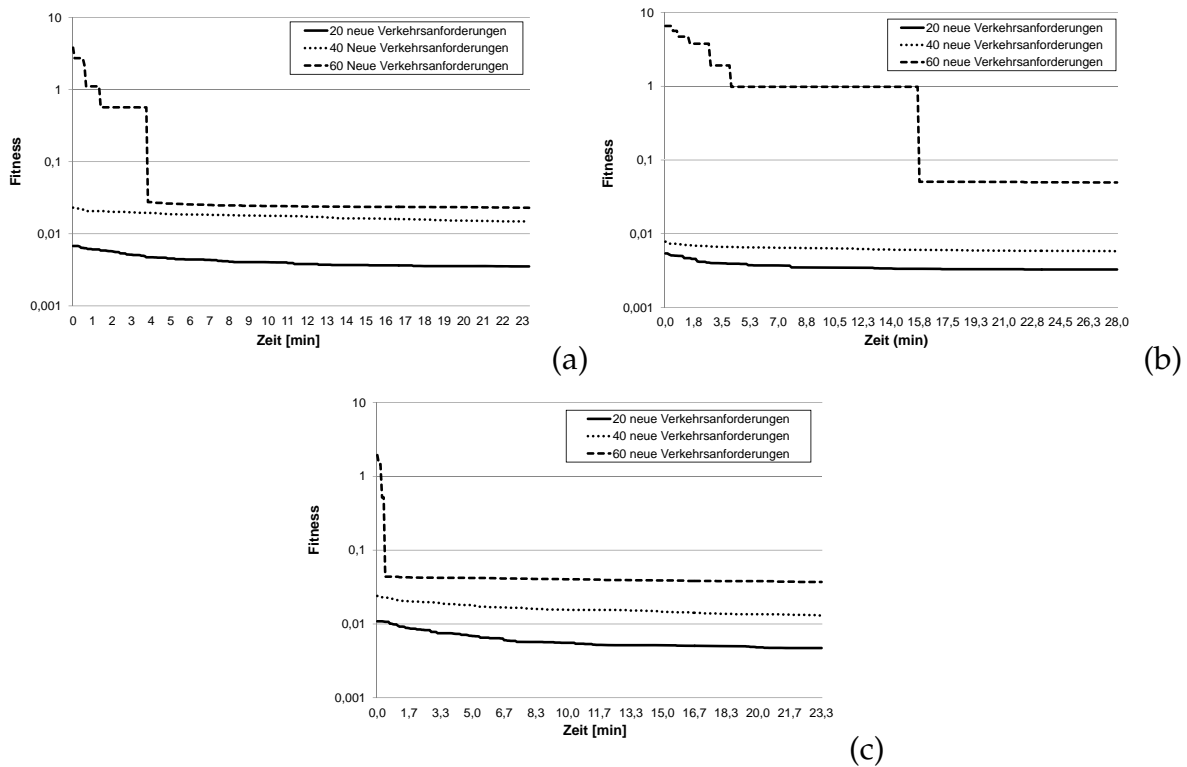 10
1
0,1
0,01
0,001
Fitness
20 neue Verkehrsanforderungen
40 Neue Verkehrsanforderungen
60 Neue Verkehrsanforderungen
0 1 2 3 4 5 6 7 8 9 10 11 12 13 14 15 16 17 18 19 20 21 22 23
Zeit [min]
(a)
10
1
0,1
0,01
0,001
Fitness
20 neue Verkehrsanforderungen
40 neue Verkehrsanforderungen
60 neue Verkehrsanforderungen
0,0 1,8 3,5 5,3 7,0 8,8 10,5 12,3 14,0 15,8 17,5 19,3 21,0 22,8 24,5 26,3 28,0
Zeit (min)
(b)
10
1
0,1
0,01
0,001
Fitness
20 neue Verkehrsanforderungen
40 neue Verkehrsanforderungen
60 neue Verkehrsanforderungen
0,0 1,7 3,3 5,0 6,7 8,3 10,0 11,7 13,3 15,0 16,7 18,3 20,0 21,7 23,3
Zeit [min]
(c)